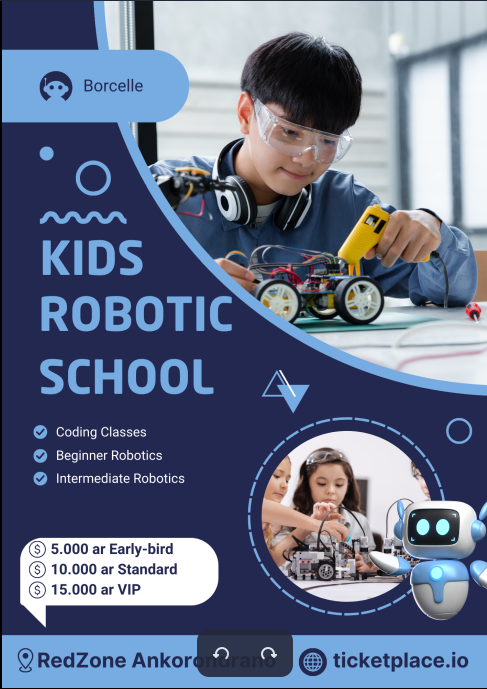 Borcelle
KIDS
ROBOTIC
SCHOOL
Coding Classes
Beginner Robotics
Intermediate Robotics
$ 5.000 ar Early-bird
$ 10.000 ar Standard
$ 15.000 ar VIP
RedZone Ankorondrano
ticketplace.io